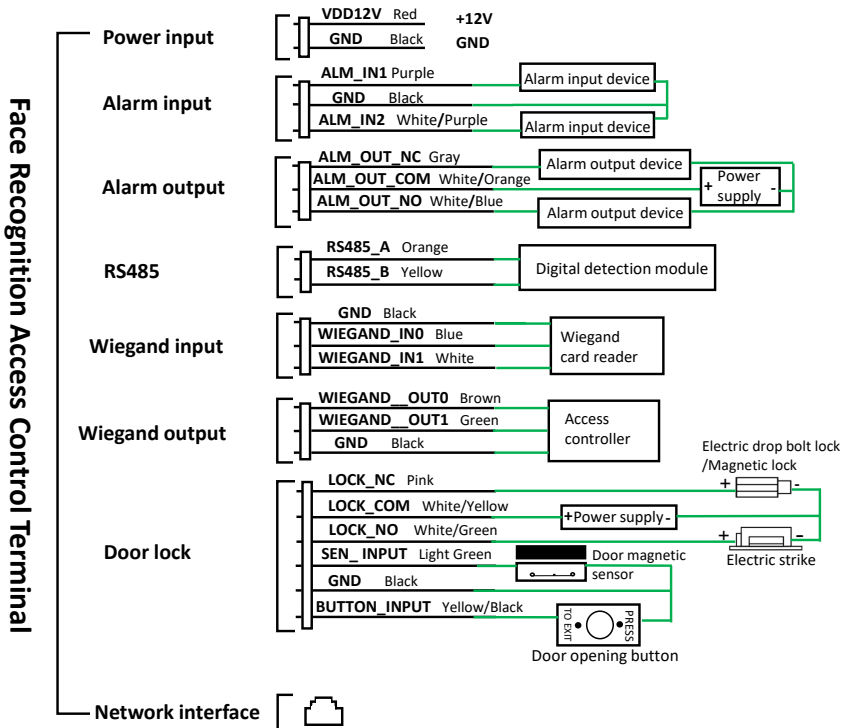 Face Recognition Access Control Terminal
Power input
VDD12V Red +12V
GND Black GND
Alarm input
ALM_IN1 Purple Alarm input device
GND Black
ALM_IN2 White/Purple Alarm input device
Alarm output
ALM_OUT_NC Gray Alarm output device
ALM_OUT_COM White/Orange + Power supply -
ALM_OUT_NO White/Blue Alarm output device
RS485
RS485_A Orange
RS485_B Yellow
Digital detection module
Wiegand input
GND Black
WIEGAND_IN0 Blue
WIEGAND_IN1 White
Wiegand
card reader
Wiegand output
WIEGAND__OUT0 Brown
WIEGAND__OUT1 Green
GND Black
Access
controller
Door lock
Electric drop bolt lock
/Magnetic lock
LOCK_NC Pink + -
LOCK_COM White/Yellow +Power supply-
LOCK_NO White/Green + -
Electric strike
SEN_INPUT Light Green
Door magnetic
sensor
GND Black
BUTTON_INPUT Yellow/Black
PRESS
TO EXIT
Door opening button
Network interface